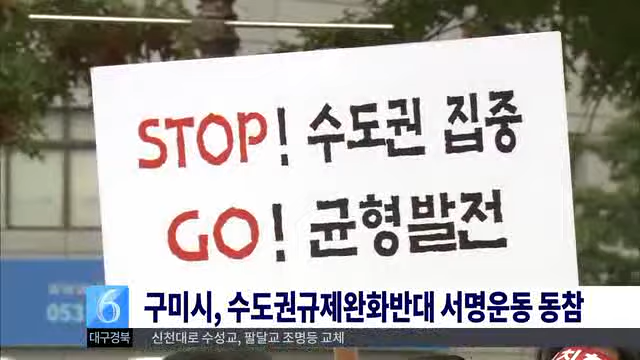 STOP! 수도권 집중
GO! 균형발전
053
6
구미시, 수도권규제완화반대 서명운동 동참
대구경북
신천대로 수성교, 팔달교 조명등 교체